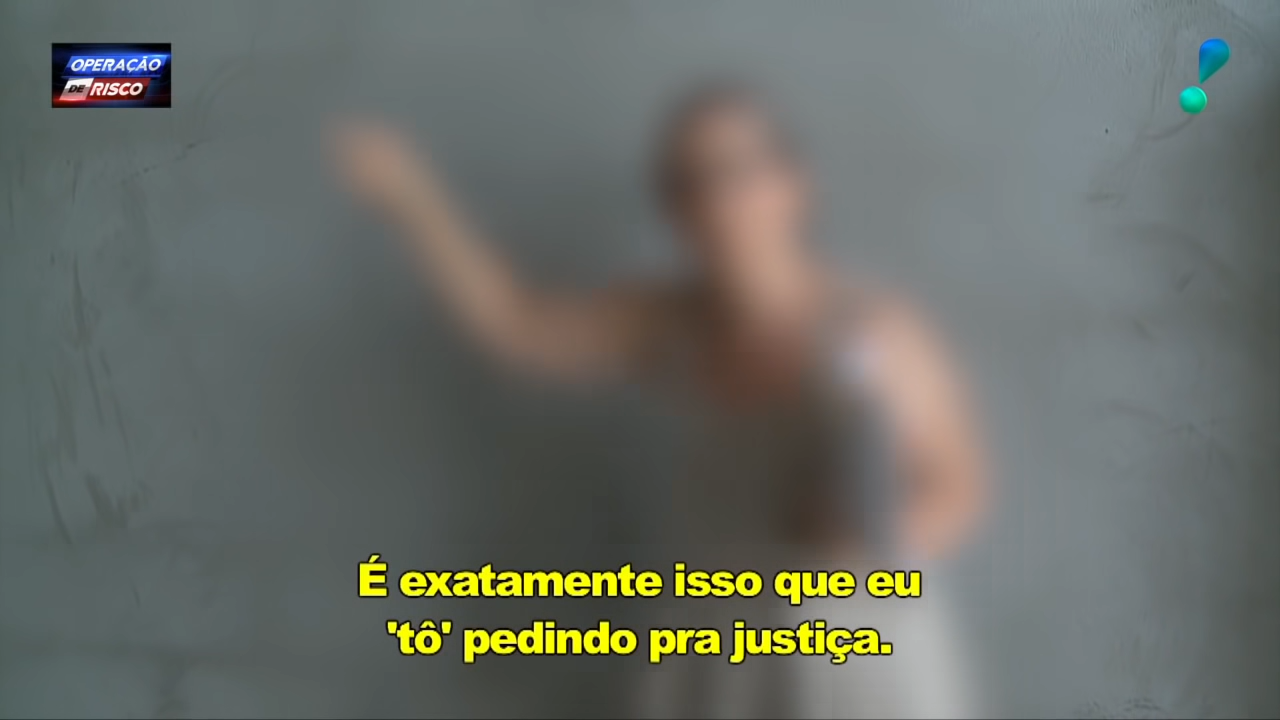 OPERAÇÃO
DE RISCO
É exatamente isso que eu
'tô' pedindo pra justiça.